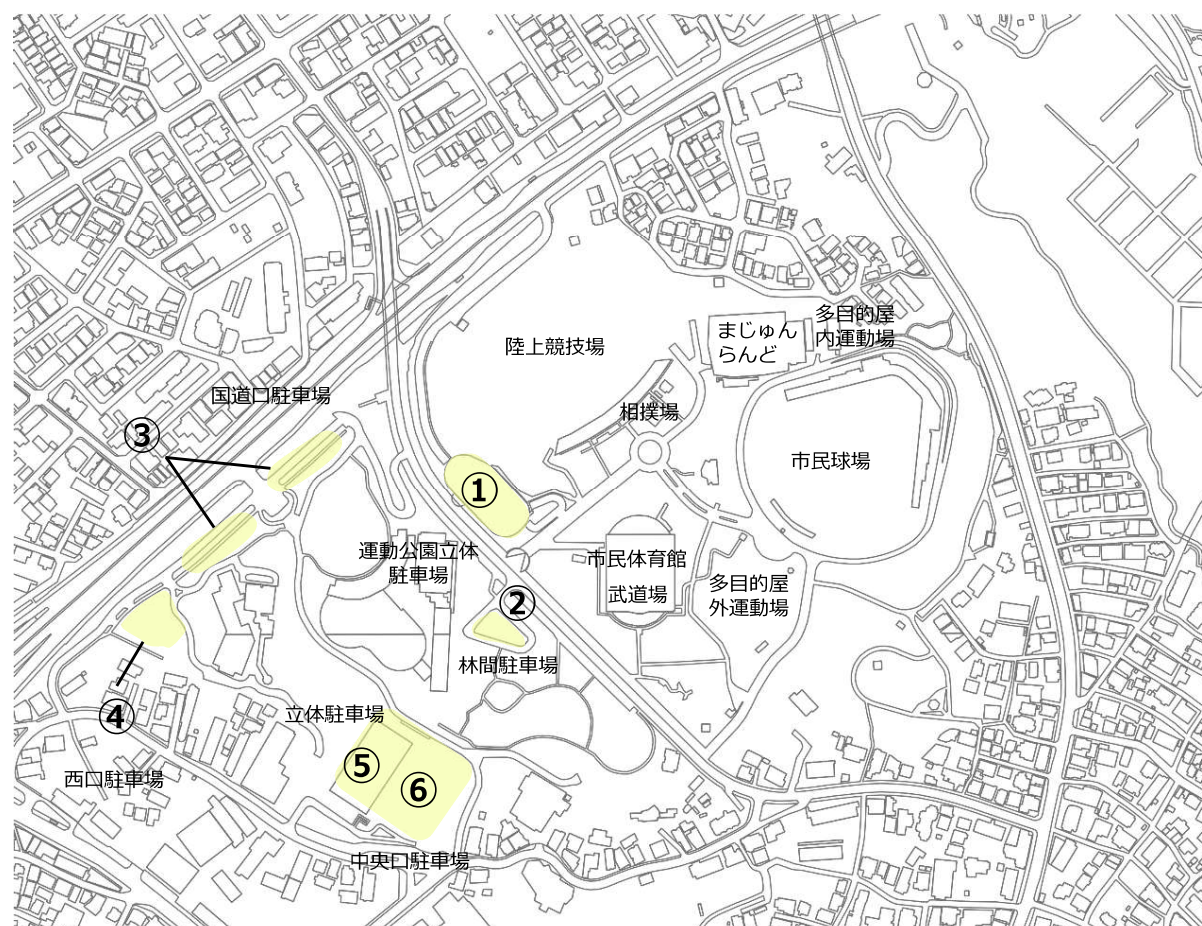 多目的屋
内運動場
まじゅん
らんど
陸上競技場
国道口駐車場
相撲場
③
市民球場
①
運動公園立体
駐車場
市民体育館
武道場
多目的屋
外運動場
②
林間駐車場
④
立体駐車場
⑤
⑥
西口駐車場
中央口駐車場